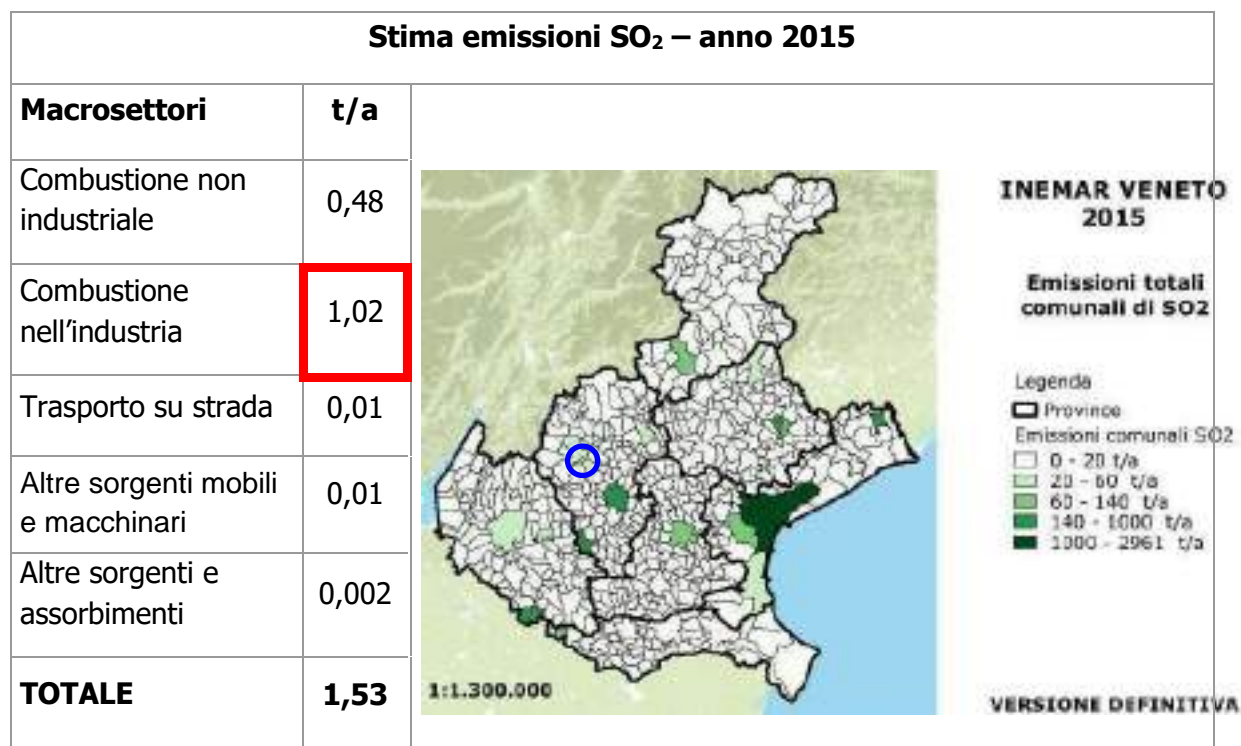 Stima emissioni SO₂ – anno 2015
Macrosettori
t/a
Combustione non
industriale
0,48
Combustione
nell’industria
1,02
Trasporto su strada
0,01
Altre sorgenti mobili
e macchinari
0,01
Altre sorgenti e
assorbimenti
0,002
TOTALE
1,53
1:1.300.000
INEMAR VENETO
2015
Emissioni totali
comunali di SO2
Legenda
Province
Emissioni comunali SO2
0 - 20 t/a
20 - 60 t/a
60 - 140 t/a
140 - 1000 t/a
1000 - 2961 t/a
VERSIONE DEFINITIVA